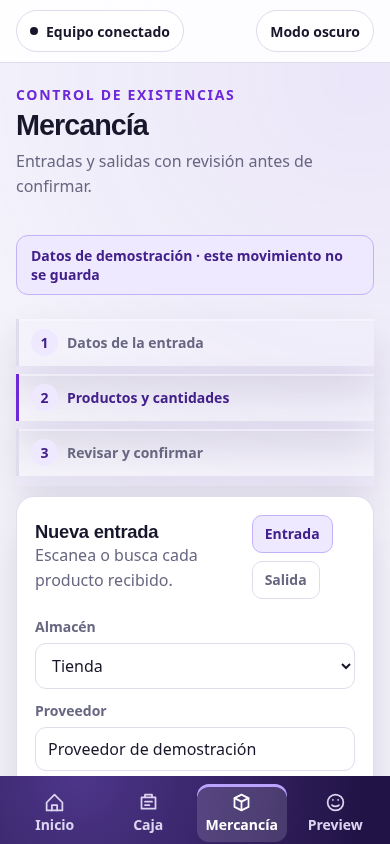 Equipo conectado
Modo oscuro
CONTROL DE EXISTENCIAS
Mercancía
Entradas y salidas con revisión antes de
confirmar.
Datos de demostración · este movimiento no
se guarda
1 Datos de la entrada
2 Productos y cantidades
3 Revisar y confirmar
Nueva entrada
Escanea o busca cada
producto recibido.
Entrada
Salida
Almacén
Tienda
Proveedor
Proveedor de demostración
Inicio
Caja
Mercancía
Preview